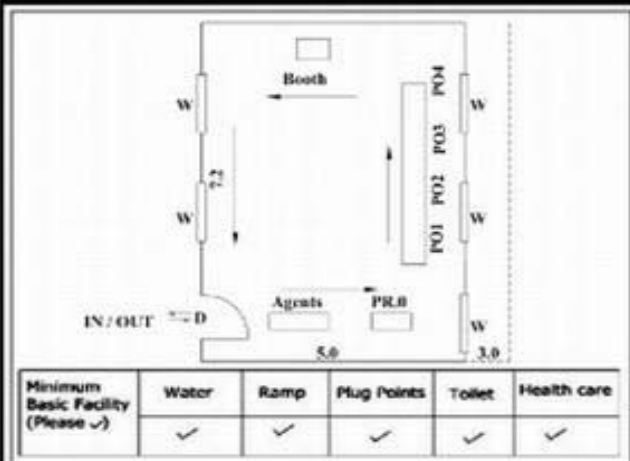 Booth
W
W
7.2
W
W
W
PO4
PO3
PO2
PO1
Agents
PR.0
IN / OUT
D
5.0
3.0
Minimum Basic Facility (Please ✓)
Water
Ramp
Plug Points
Toilet
Health care
✓
✓
✓
✓
✓